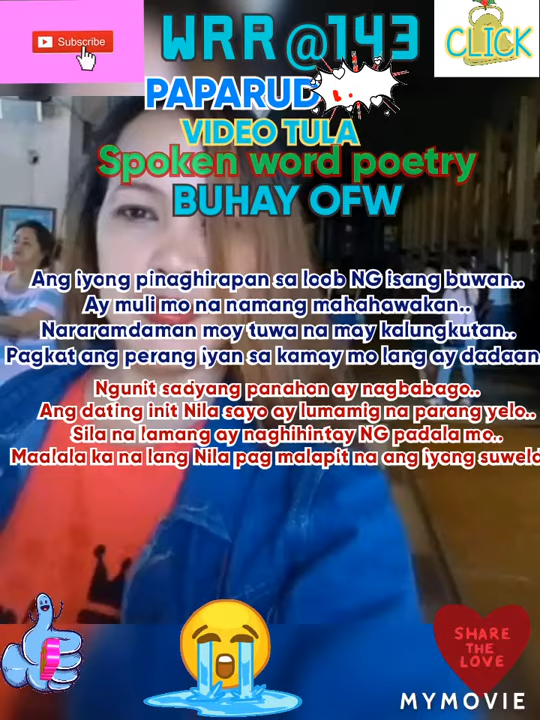 Subscribe
WRR @143
CLICK
PAPARUD
VIDEO TULA
Spoken word poetry
BUHAY OFW
Ang iyong pinaghirapan sa loob NG isang buwan..
Ay muli mo na namang mahahawakan..
Nararamdaman moy tuwa na may kalungkutan..
Pagkat ang perang iyan sa kamay mo lang ay dadaan
Ngunit sadyang panahon ay nagbabago..
Ang dating init Nila sayo ay lumamig na parang yelo..
Sila na lamang ay naghihintay NG padala mo..
Maalala ka na lang Nila pag malapit na ang iyong suweld
SHARE
THE
LOVE
MYMOVIE